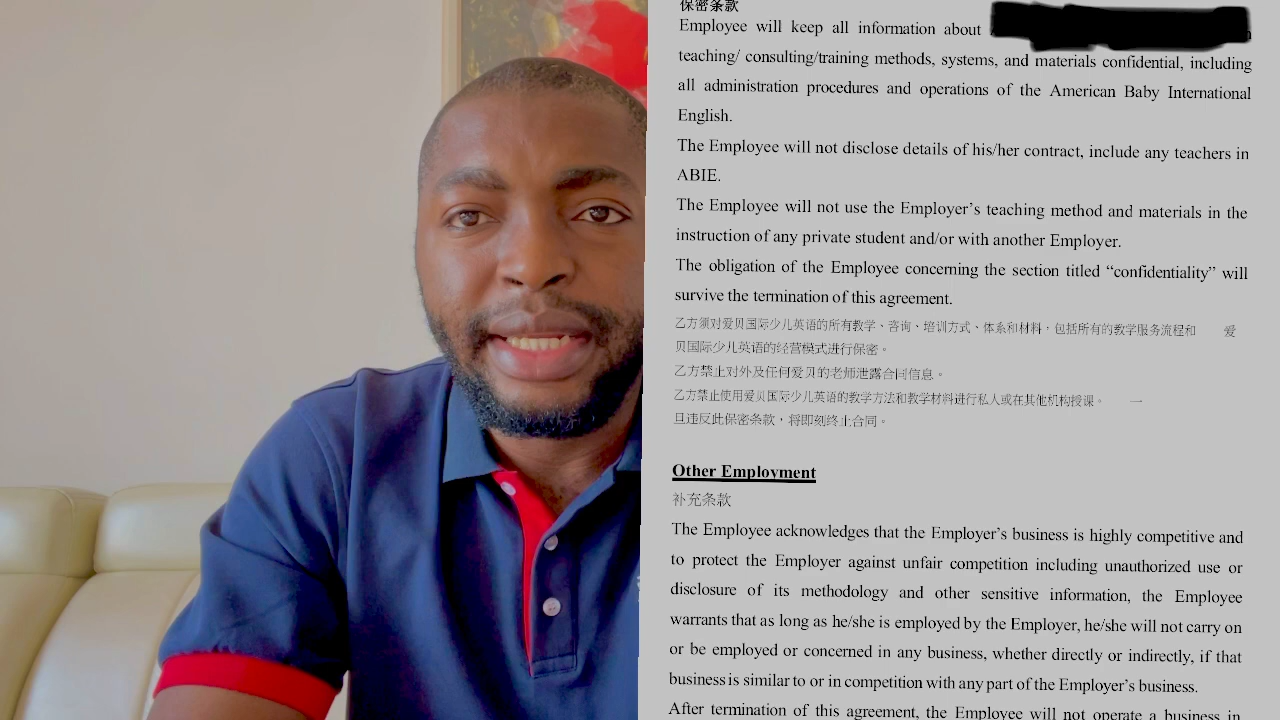 保密条款
Employee will keep all information about
teaching/ consulting/training methods, systems, and materials confidential, including
all administration procedures and operations of the American Baby International
English.
The Employee will not disclose details of his/her contract, include any teachers in
ABIE.
The Employee will not use the Employer’s teaching method and materials in the
instruction of any private student and/or with another Employer.
The obligation of the Employee concerning the section titled “confidentiality” will
survive the termination of this agreement.
乙方须对爱贝国际少儿英语的所有教学、咨询、培训方式、体系和材料，包括所有的教学服务流程和 爱
贝国际少儿英语的经营模式进行保密。
乙方禁止对外及任何爱贝的老师泄露合同信息。
乙方禁止使用爱贝国际少儿英语的教学方法和教学材料进行私人或在其他机构授课。 一
旦违反此保密条款，将即刻终止合同。
Other Employment
补充条款
The Employee acknowledges that the Employer’s business is highly competitive and
to protect the Employer against unfair competition including unauthorized use or
disclosure of its methodology and other sensitive information, the Employee
warrants that as long as he/she is employed by the Employer, he/she will not carry on
or be employed or concerned in any business, whether directly or indirectly, if that
business is similar to or in competition with any part of the Employer’s business.
After termination of this agreement, the Employee will not operate a business in